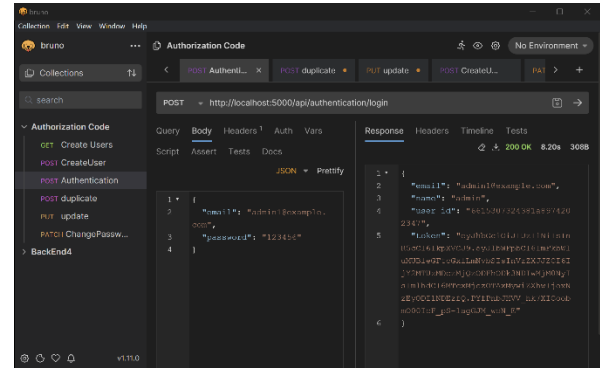 bruno
Collection Edit View Window Help
bruno
Authorization Code
No Environment
Collections
POST Authenti...
POST duplicate
PUT update
POST CreateU...
PAT
search
POST http://localhost:5000/api/authentication/login
Authorization Code
GET Create Users
POST CreateUser
POST Authentication
POST duplicate
PUT update
PATCH ChangePassw...
BackEnd4
Query Body Headers 1 Auth Vars
Script Assert Tests Docs
JSON Prettify
1 {
2 "email": "admin1@example.
com",
3 "password": "123456"
4 }
Response Headers Timeline Tests
200 OK 8.20s 308B
1 {
2 "email": "admin1@example.com",
3 "name": "admin",
4 "user_id":
5 "token":
6 }
v1.11.0